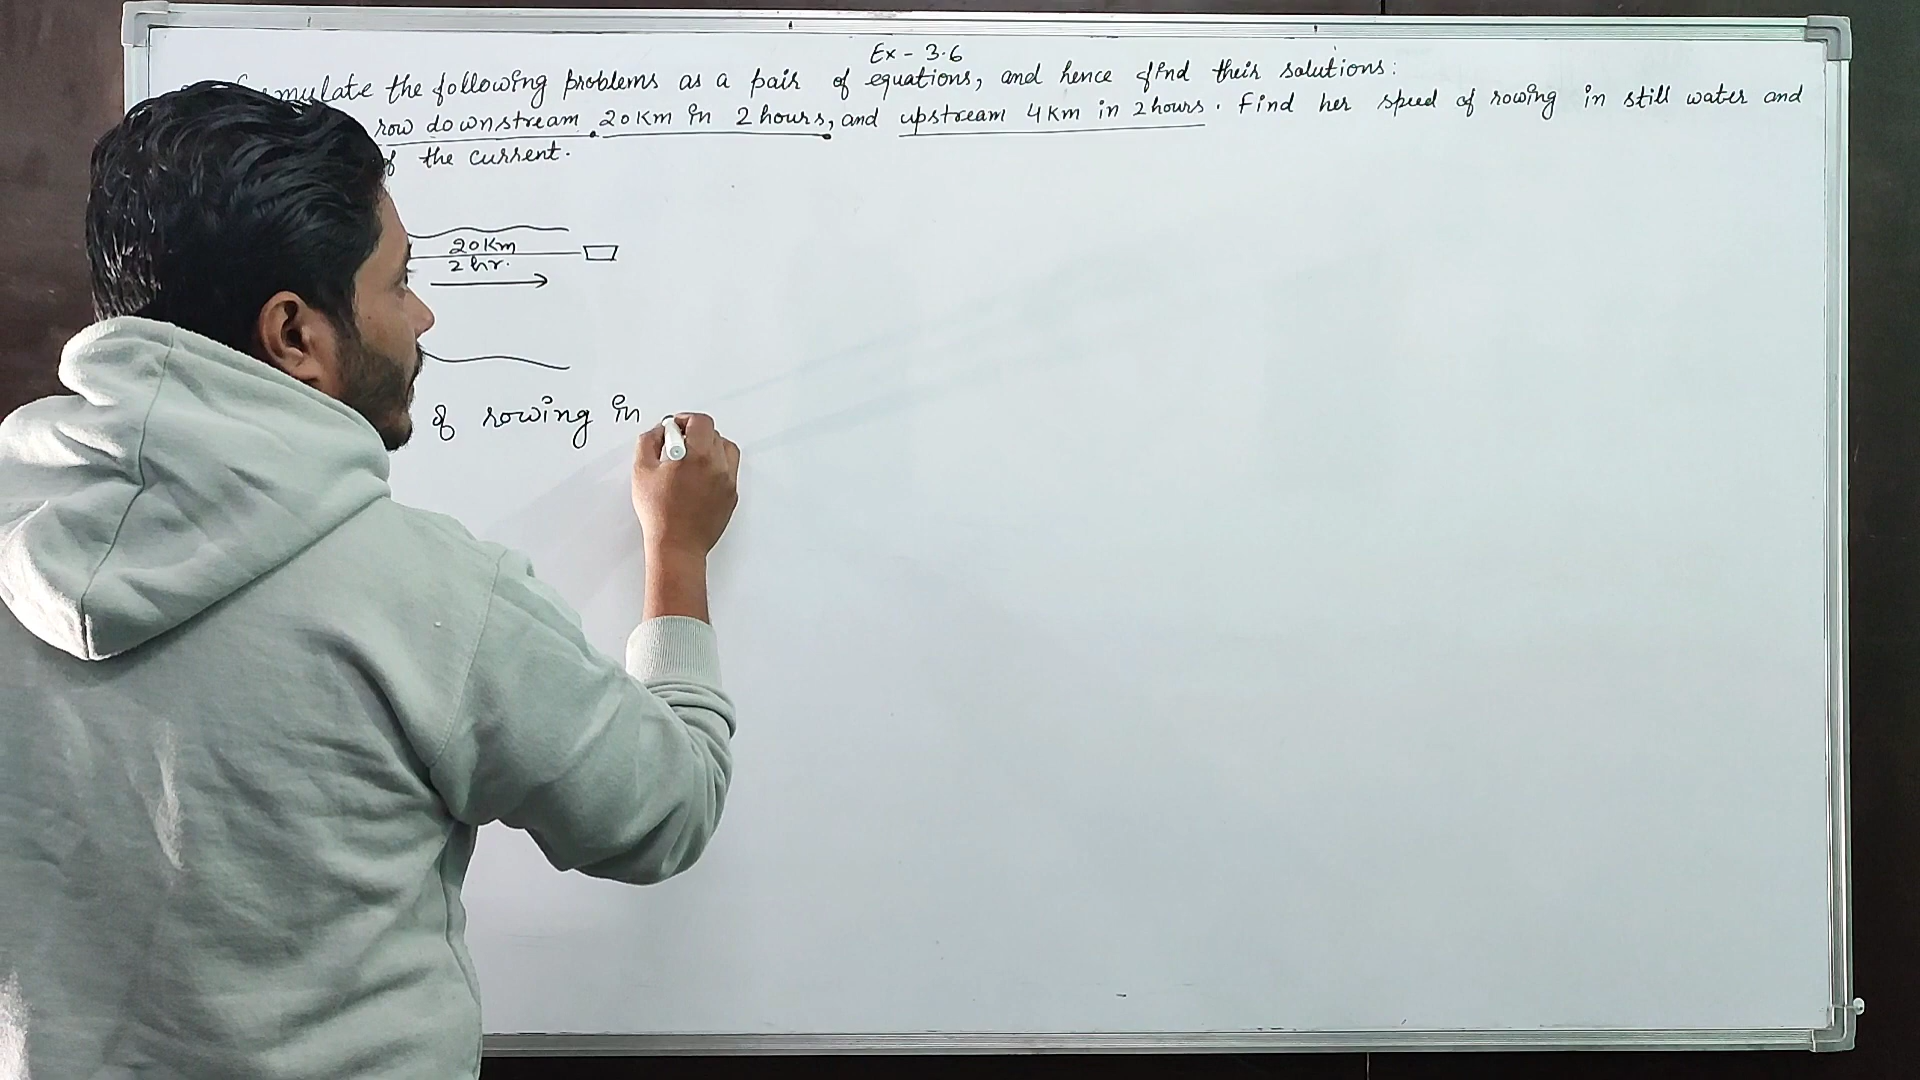 Ex - 3.6
mulate the following problems as a pair of equations, and hence find their solutions:
row downstream 20 Km in 2 hours, and upstream 4 Km in 2 hours. Find her speed of rowing in still water and
of the current.
20 Km
2 hr.
of rowing in